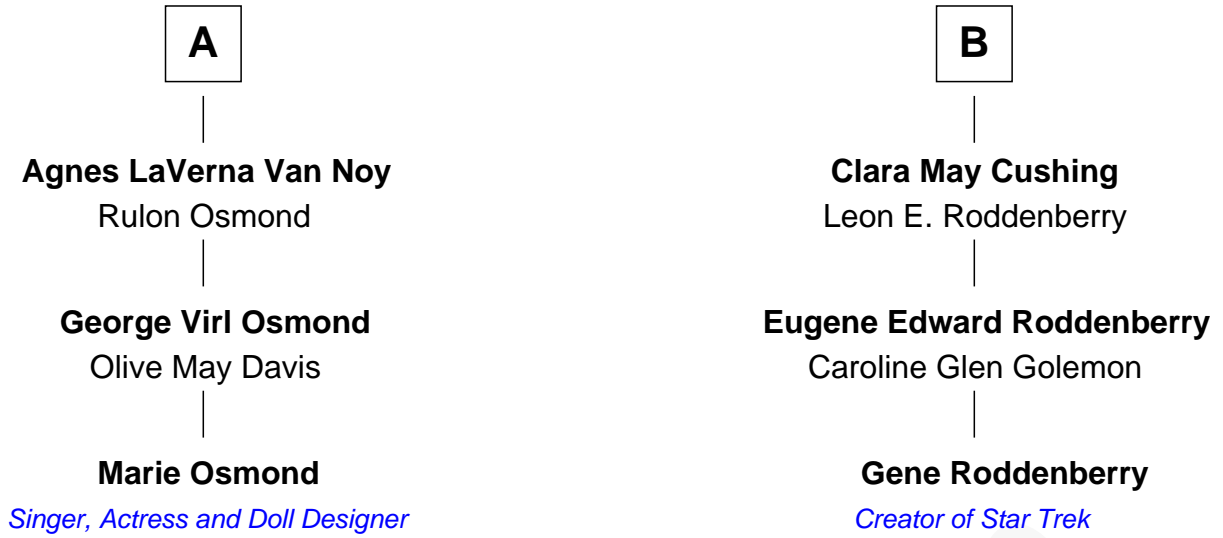 A
Agnes LaVerna Van Noy
Rulon Osmond
George Virl Osmond
Olive May Davis
Marie Osmond
Singer, Actress and Doll Designer
B
Clara May Cushing
Leon E. Roddenberry
Eugene Edward Roddenberry
Caroline Glen Golemon
Gene Roddenberry
Creator of Star Trek